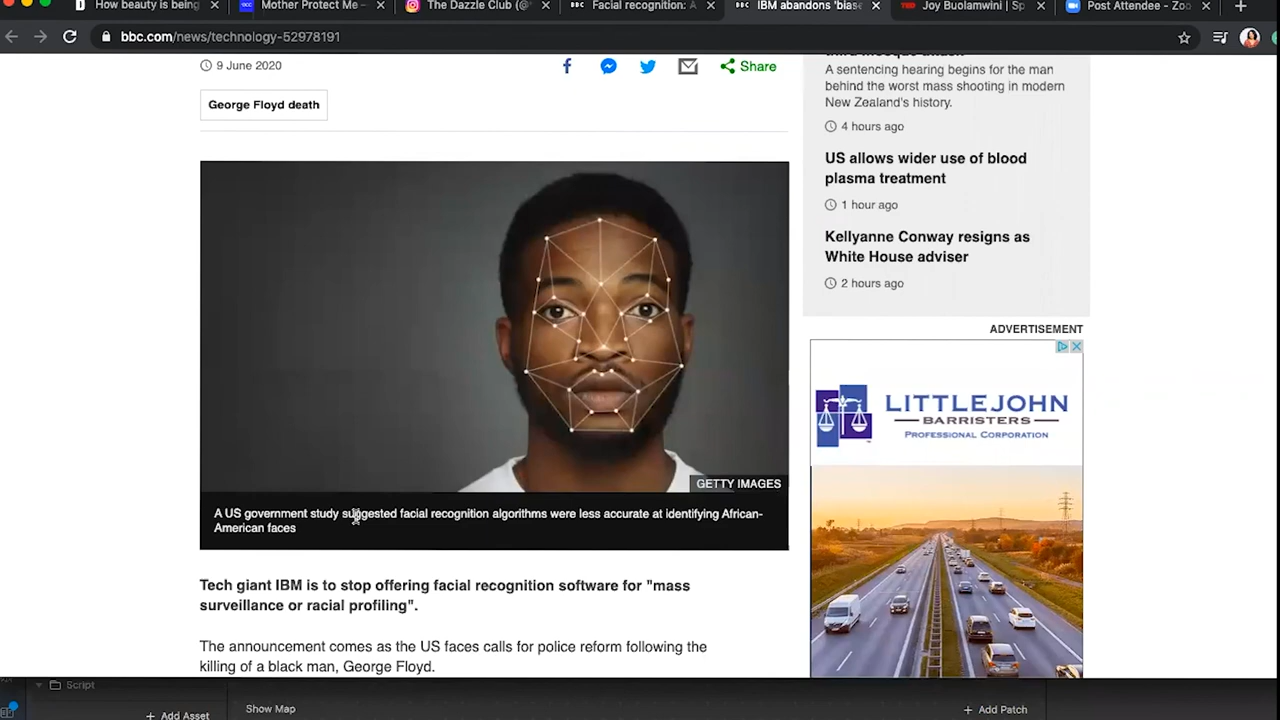 How beauty is being
Mother Protect Me –
The Dazzle Club (@
Facial recognition: A
IBM abandons 'biase
Joy Buolamwini | Sp
Post Attendee - Zoo
bbc.com/news/technology-52978191
9 June 2020
Share
George Floyd death
GETTY IMAGES
A US government study suggested facial recognition algorithms were less accurate at identifying African-
American faces
Tech giant IBM is to stop offering facial recognition software for "mass
surveillance or racial profiling".
The announcement comes as the US faces calls for police reform following the
killing of a black man, George Floyd.
A sentencing hearing begins for the man
behind the worst mass shooting in modern
New Zealand's history.
4 hours ago
US allows wider use of blood
plasma treatment
1 hour ago
Kellyanne Conway resigns as
White House adviser
2 hours ago
ADVERTISEMENT
LITTLEJOHN
BARRISTERS
PROFESSIONAL CORPORATION
Script
Add Asset
Show Map
Add Patch